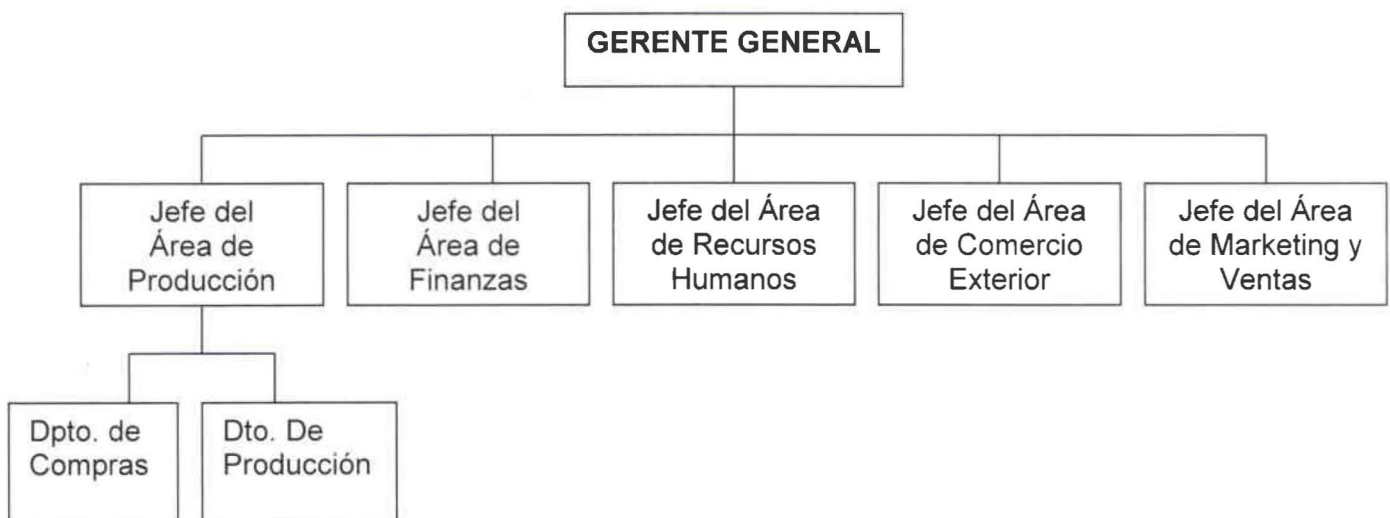 GERENTE GENERAL
Jefe del
Área de
Producción
Jefe del
Área de
Finanzas
Jefe del Área
de Recursos
Humanos
Jefe del Área
de Comercio
Exterior
Jefe del Área
de Marketing y
Ventas
Dpto. de
Compras
Dto. De
Producción